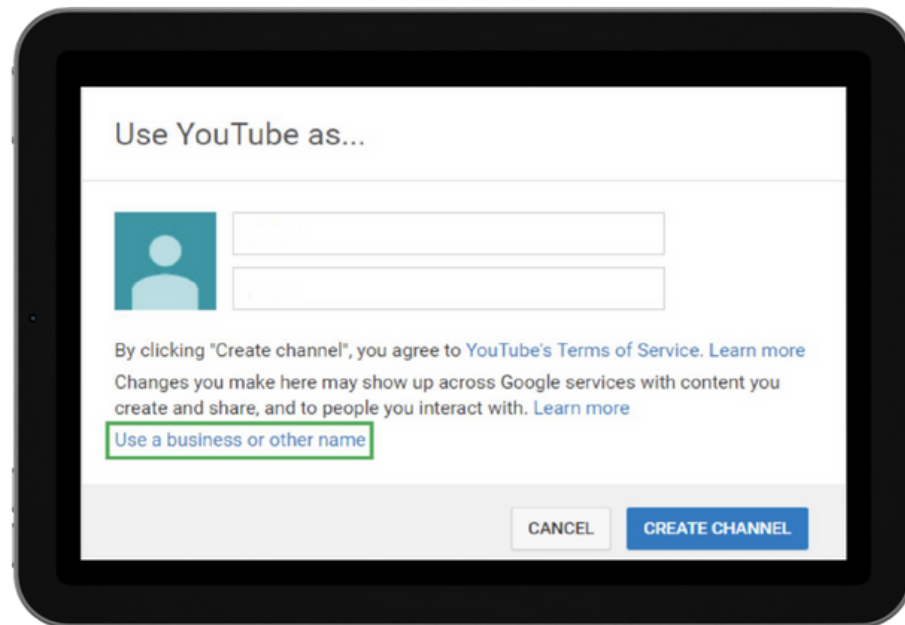 Use YouTube as...
By clicking "Create channel", you agree to YouTube's Terms of Service. Learn more
Changes you make here may show up across Google services with content you
create and share, and to people you interact with. Learn more
Use a business or other name
CANCEL
CREATE CHANNEL